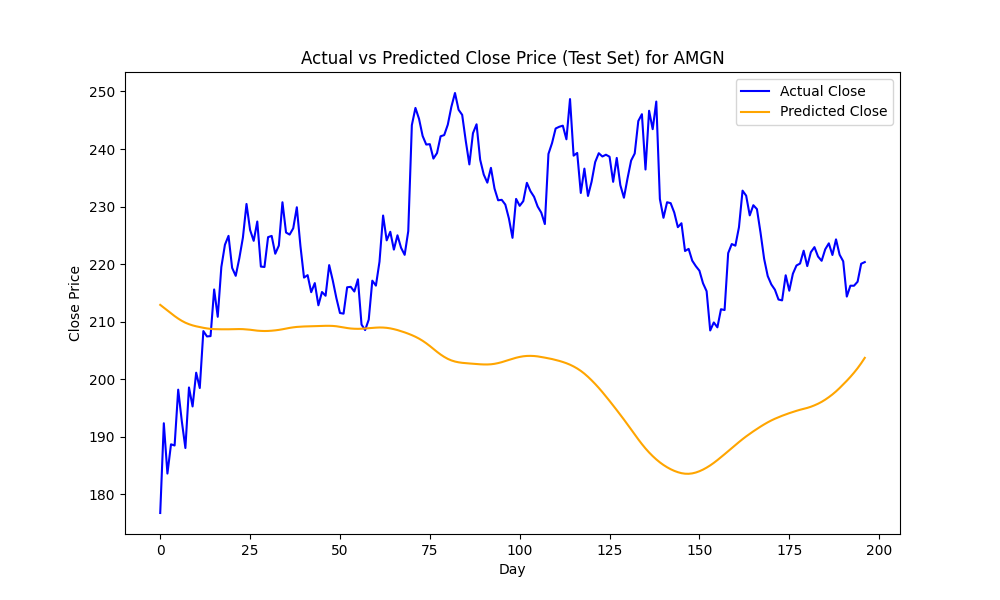 Actual vs Predicted Close Price (Test Set) for AMGN
Actual Close
Predicted Close
Close Price
250
240
230
220
210
200
190
180
0 25 50 75 100 125 150 175 200
Day